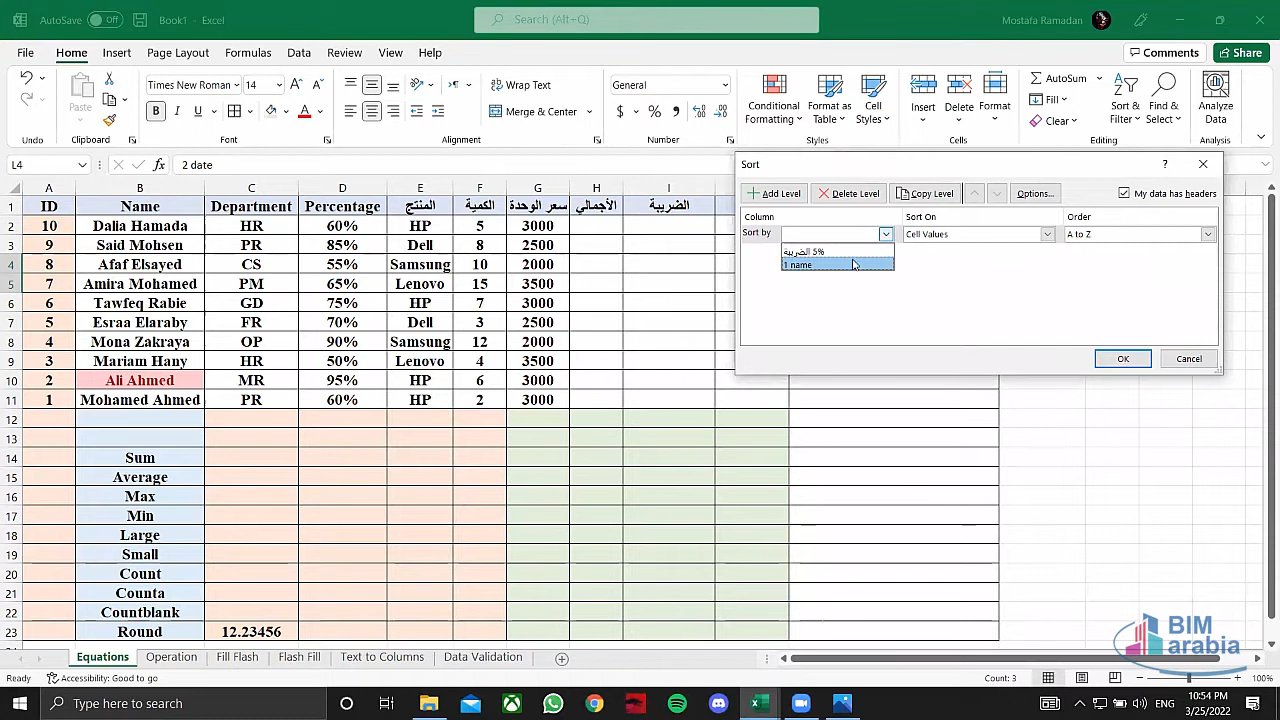 AutoSave Off Book1 - Excel Search (Alt+Q) Mostafa Ramadan
File Home Insert Page Layout Formulas Data Review View Help Comments Share
Paste Times New Roman 14 Wrap Text General Conditional Formatting Format as Table Cell Styles Insert Delete Format AutoSum Sort & Filter Find & Select Analyze Data
B I U A Merge & Center $ % , Fill
Clear
Undo Clipboard Font Alignment Number Styles Cells Editing Analysis
L4 fx 2 date
A B C D E F G H I
1 ID Name Department Percentage المنتج الكمية سعر الوحدة الأجمالي الضريبة
2 10 Dalia Hamada HR 60% HP 5 3000
3 9 Said Mohsen PR 85% Dell 8 2500
4 8 Afaf Elsayed CS 55% Samsung 10 2000
5 7 Amira Mohamed PM 65% Lenovo 15 3500
6 6 Tawfeq Rabie GD 75% HP 7 3000
7 5 Esraa Elaraby FR 70% Dell 3 2500
8 4 Mona Zakraya OP 90% Samsung 12 2000
9 3 Mariam Hany HR 50% Lenovo 4 3500
10 2 Ali Ahmed MR 95% HP 6 3000
11 1 Mohamed Ahmed PR 60% HP 2 3000
12
13
14 Sum
15 Average
16 Max
17 Min
18 Large
19 Small
20 Count
21 Counta
22 Countblank
23 Round 12.23456
Sort ?
Add Level Delete Level Copy Level Options... My data has headers
Column Sort On Order
Sort by Cell Values A to Z
الضريبة 5%
1 name
OK Cancel
BIM
arabia
Equations Operation Fill Flash Flash Fill Text to Columns Data Validation
Ready Accessibility: Good to go Count: 3 100%
Type here to search 10:54 PM
3/25/2022